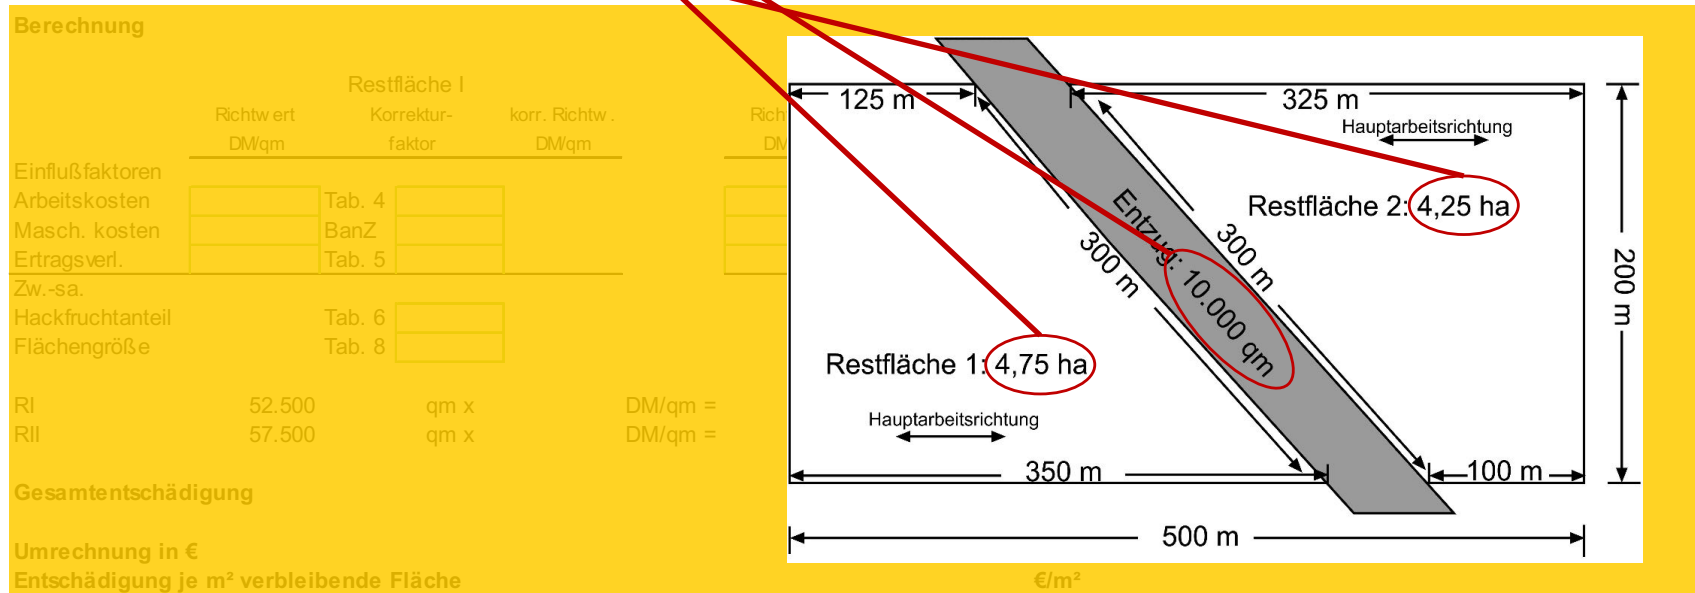 Berechnung
Restfläche I
Richtwert Korrektur- korr. Richtw. Rich
DM/qm faktor DM/qm DM
Einflußfaktoren
Arbeitskosten Tab. 4
Masch. kosten BanZ
Ertragsverl. Tab. 5
Zw.-sa.
Hackfruchtanteil Tab. 6
Flächengröße Tab. 8
RI 52.500 qm x DM/qm =
RII 57.500 qm x DM/qm =
Gesamtentschädigung
Umrechnung in €
Entschädigung je m² verbleibende Fläche €/m²
125 m
325 m
Hauptarbeitsrichtung
Restfläche 2: 4,25 ha
Entzug: 10.000 qm
300 m
300 m
200 m
Restfläche 1: 4,75 ha
Hauptarbeitsrichtung
350 m
100 m
500 m